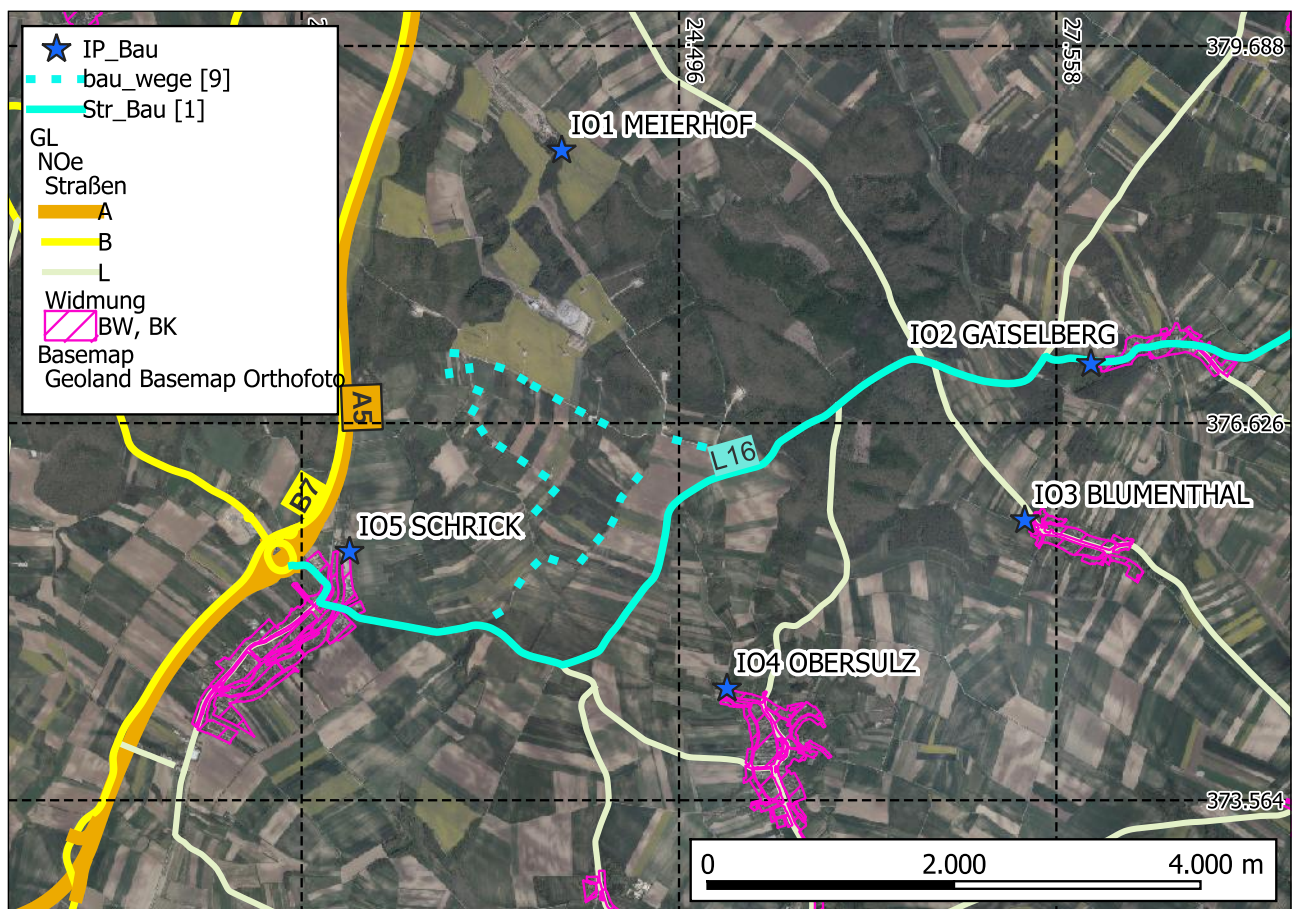 IP_Bau
bau_wege [9]
Str_Bau [1]
GL
NOe
Straßen
A
B
L
Widmung
BW, BK
Basemap
Geoland Basemap Orthofoto
24.496
27.558
379.688
IO1 MEIERHOF
IO2 GAISELBERG
A5
376.626
L16
B7
IO3 BLUMENTHAL
IO5 SCHRICK
IO4 OBERSULZ
373.564
0 2.000 4.000 m